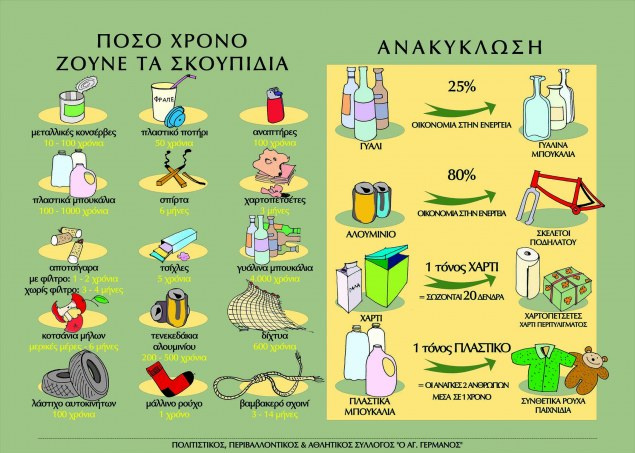 ΠΟΣΟ ΧΡΟΝΟ
ΖΟΥΝΕ ΤΑ ΣΚΟΥΠΙΔΙΑ
μεταλλικές κονσέρβες
10 - 100 χρόνια
ΦΡΑΠΕ
πλαστικό ποτήρι
50 χρόνια
αναπτήρες
100 χρόνια
πλαστικά μπουκάλια
100 - 1000 χρόνια
σπίρτα
6 μήνες
χαρτοπετσέτες
3 μήνες
αποτσίγαρα
με φίλτρο: 1 - 2 χρόνια
χωρίς φίλτρο: 3 - 4 μήνες
τσίχλες
5 χρόνια
γυάλινα μπουκάλια
4.000 χρόνια
κοτσάνια μήλων
μερικές μέρες - 6 μήνες
τενεκεδάκια
αλουμινίου
200 - 500 χρόνια
δίχτυα
600 χρόνια
λάστιχο αυτοκινήτων
100 χρόνια
μάλλινο ρούχο
1 χρόνο
βαμβακερό σχοινί
3 - 14 μήνες
ΑΝΑΚΥΚΛΩΣΗ
ΓΥΑΛΙ
25%
ΟΙΚΟΝΟΜΙΑ ΣΤΗΝ ΕΝΕΡΓΕΙΑ
ΓΥΑΛΙΝΑ
ΜΠΟΥΚΑΛΙΑ
ΑΛΟΥΜΙΝΙΟ
80%
ΟΙΚΟΝΟΜΙΑ ΣΤΗΝ ΕΝΕΡΓΕΙΑ
ΣΚΕΛΕΤΟΙ
ΠΟΔΗΛΑΤΟΥ
ΧΑΡΤΙ
1 τόνος ΧΑΡΤΙ
= ΣΩΖΟΝΤΑΙ 20 ΔΕΝΔΡΑ
ΧΑΡΤΟΠΕΤΣΕΤΕΣ
ΧΑΡΤΙ ΠΕΡΙΤΥΛΙΓΜΑΤΟΣ
ΠΛΑΣΤΙΚΑ
ΜΠΟΥΚΑΛΙΑ
1 τόνος ΠΛΑΣΤΙΚΟ
= ΟΙ ΑΝΑΓΚΕΣ 2 ΑΝΘΡΩΠΩΝ
ΜΕΣΑ ΣΕ 1 ΧΡΟΝΟ
ΣΥΝΘΕΤΙΚΑ ΡΟΥΧΑ
ΠΑΙΧΝΙΔΙΑ
ΠΟΛΙΤΙΣΤΙΚΟΣ, ΠΕΡΙΒΑΛΛΟΝΤΙΚΟΣ & ΑΘΛΗΤΙΚΟΣ ΣΥΛΛΟΓΟΣ "Ο ΑΓ. ΓΕΡΜΑΝΟΣ"